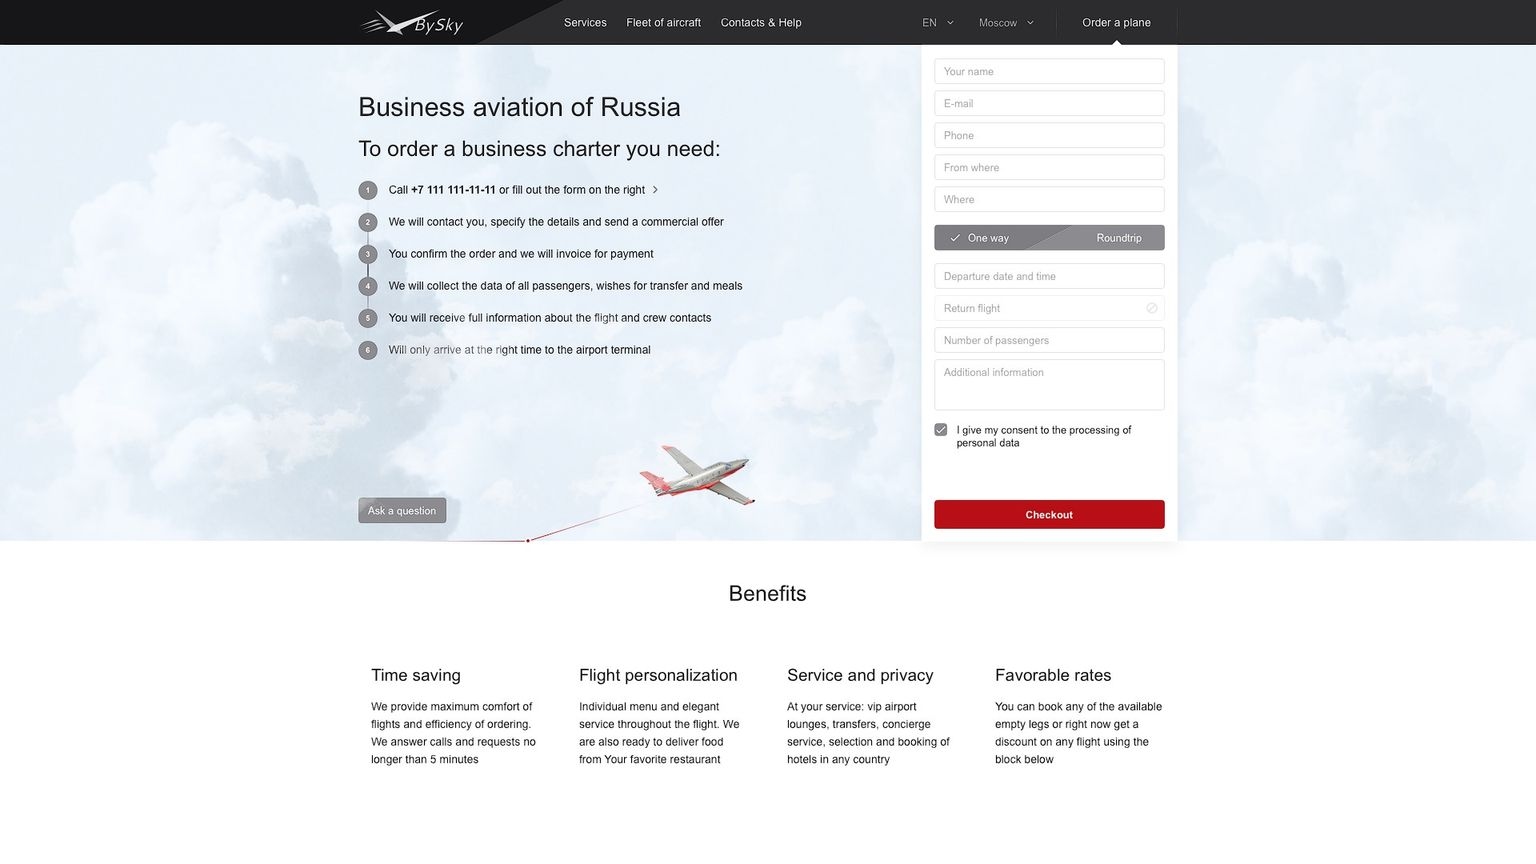 BySky
Services
Fleet of aircraft
Contacts & Help
EN
Moscow
Order a plane
Business aviation of Russia
To order a business charter you need:
1 Call +7 111 111-11-11 or fill out the form on the right
2 We will contact you, specify the details and send a commercial offer
3 You confirm the order and we will invoice for payment
4 We will collect the data of all passengers, wishes for transfer and meals
5 You will receive full information about the flight and crew contacts
6 Will only arrive at the right time to the airport terminal
Ask a question
Your name
E-mail
Phone
From where
Where
One way
Roundtrip
Departure date and time
Return flight
Number of passengers
Additional information
I give my consent to the processing of
personal data
Checkout
Benefits
Time saving
We provide maximum comfort of
flights and efficiency of ordering.
We answer calls and requests no
longer than 5 minutes
Flight personalization
Individual menu and elegant
service throughout the flight. We
are also ready to deliver food
from Your favorite restaurant
Service and privacy
At your service: vip airport
lounges, transfers, concierge
service, selection and booking of
hotels in any country
Favorable rates
You can book any of the available
empty legs or right now get a
discount on any flight using the
block below